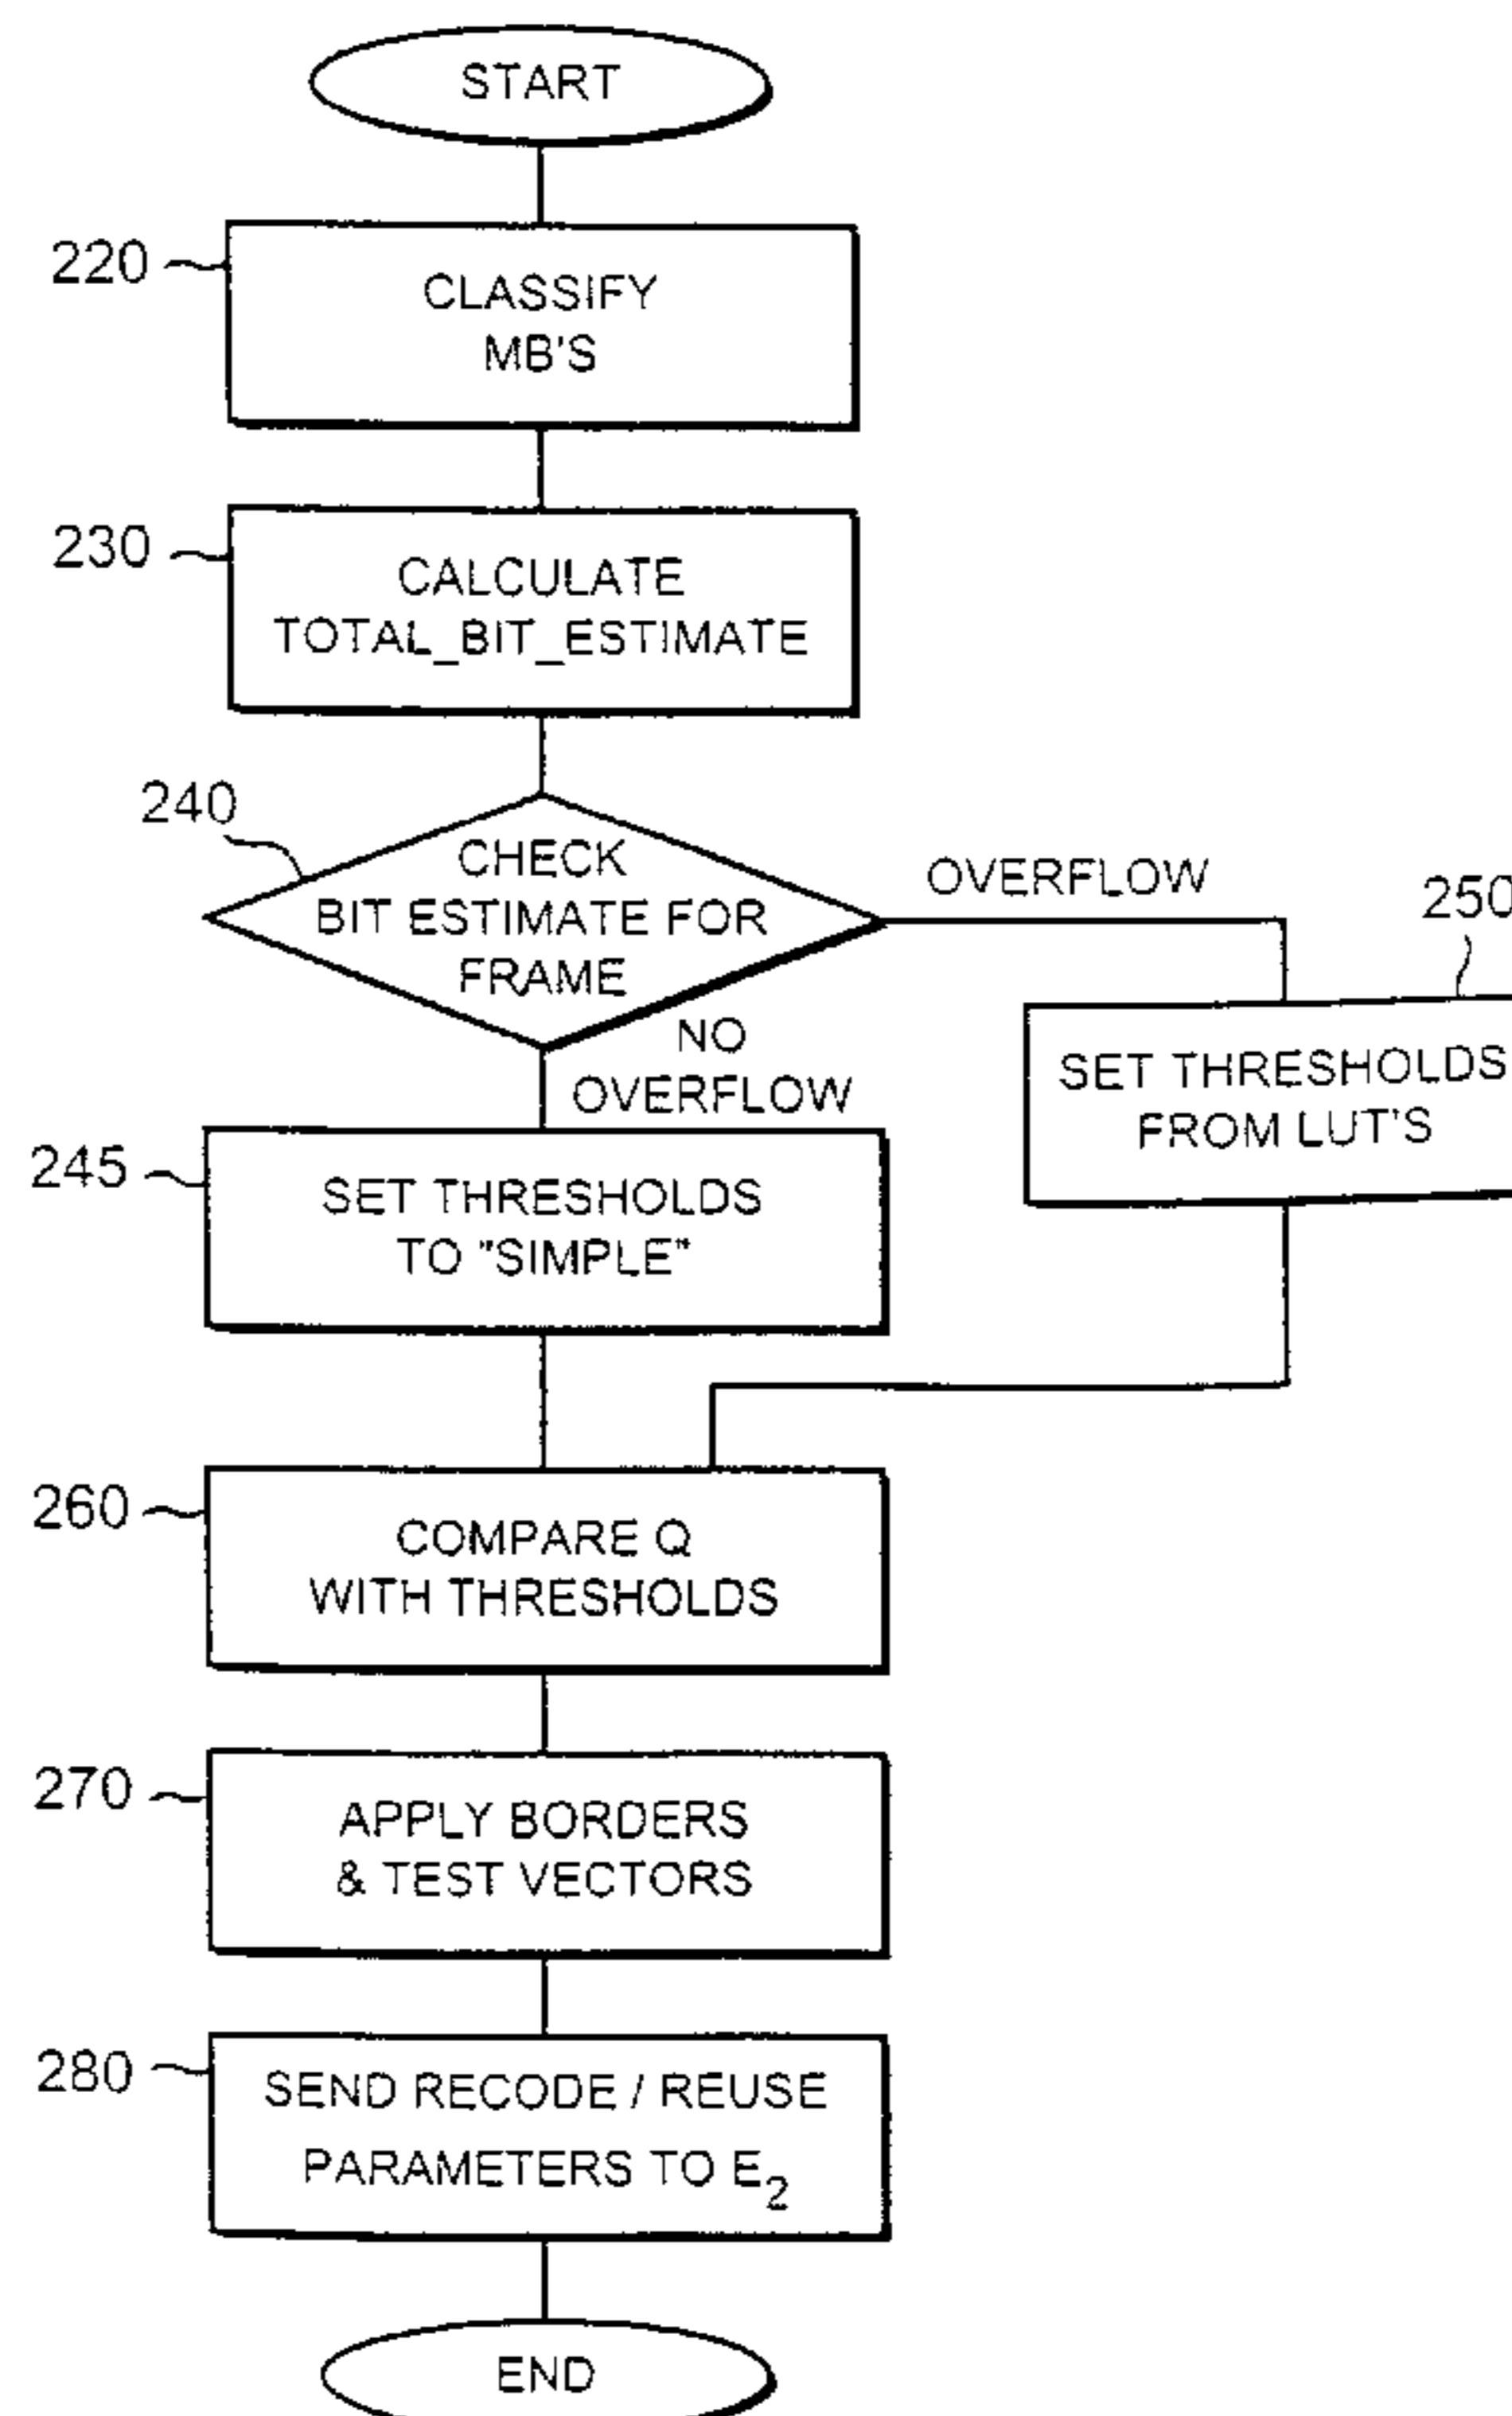 START
220
CLASSIFY
MB'S
230
CALCULATE
TOTAL_BIT_ESTIMATE
240
CHECK
BIT ESTIMATE FOR
FRAME
OVERFLOW
250
NO
OVERFLOW
SET THRESHOLDS
FROM LUT'S
245
SET THRESHOLDS
TO "SIMPLE"
260
COMPARE Q
WITH THRESHOLDS
270
APPLY BORDERS
& TEST VECTORS
280
SEND RECODE / REUSE
PARAMETERS TO E2
END